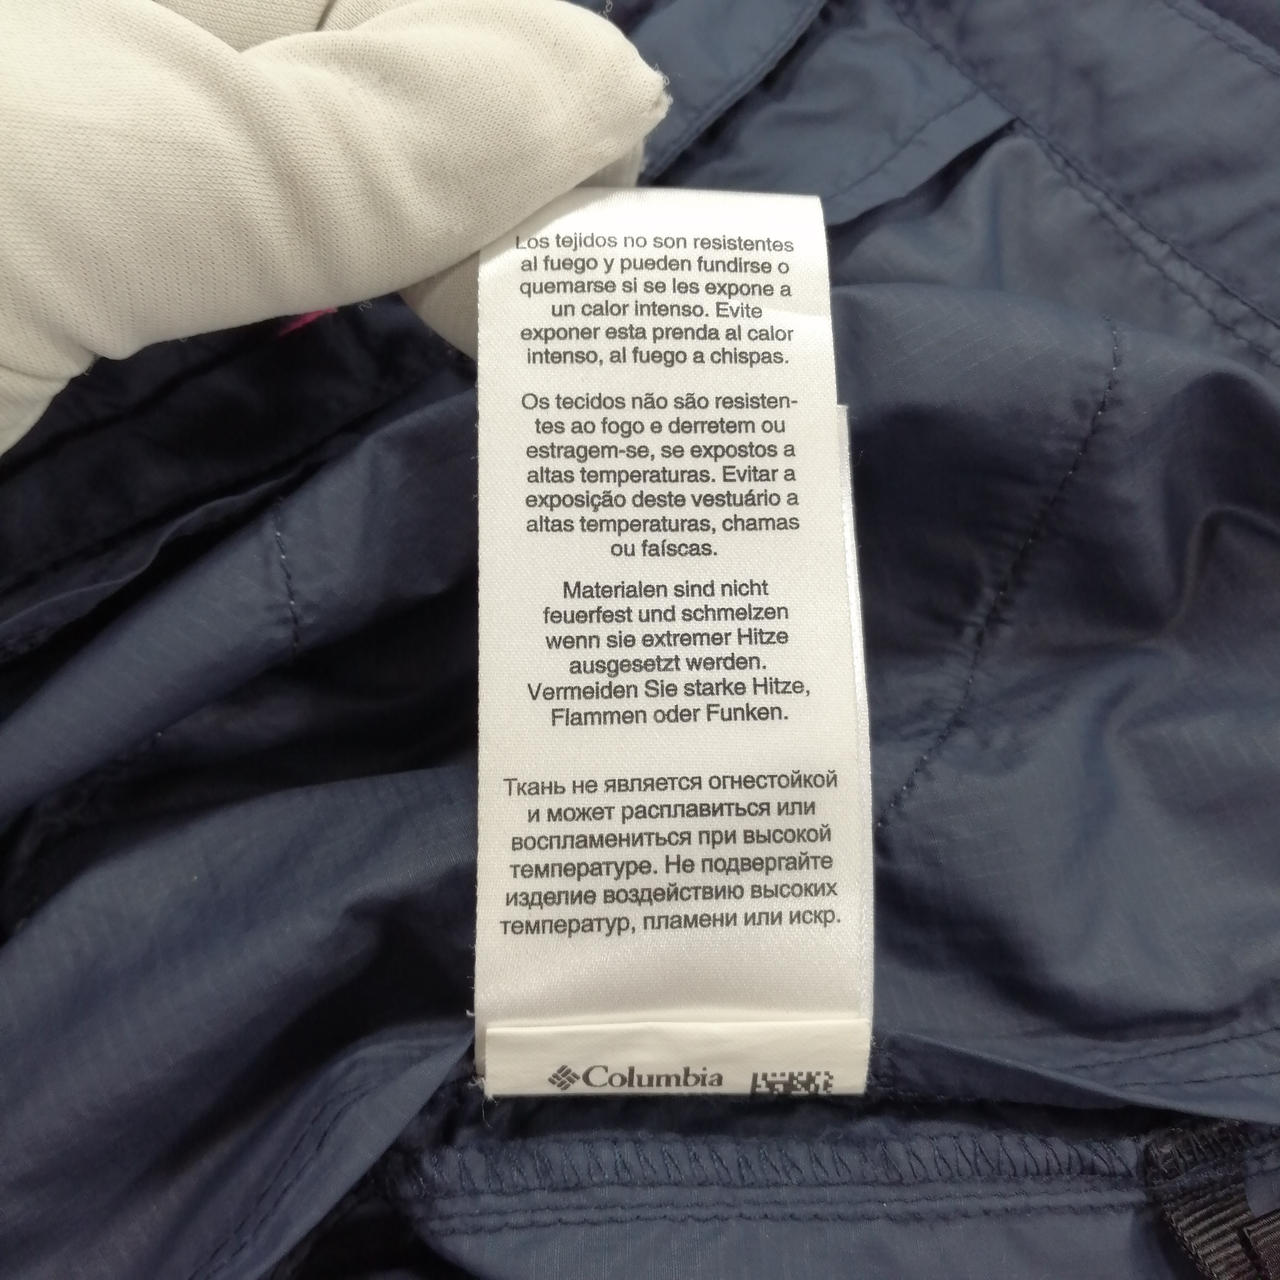 Los tejidos no son resistentes
al fuego y pueden fundirse o
quemarse si se les expone a
un calor intenso. Evite
exponer esta prenda al calor
intenso, al fuego a chispas.
Os tecidos não são resisten-
tes ao fogo e derretem ou
estragem-se, se expostos a
altas temperaturas. Evitar a
exposição deste vestuário a
altas temperaturas, chamas
ou faíscas.
Materialen sind nicht
feuerfest und schmelzen
wenn sie extremer Hitze
ausgesetzt werden.
Vermeiden Sie starke Hitze,
Flammen oder Funken.
Ткань не является огнестойкой
и может расплавиться или
воспламениться при высокой
температуре. Не подвергайте
изделие воздействию высоких
температур, пламени или искр.
Columbia